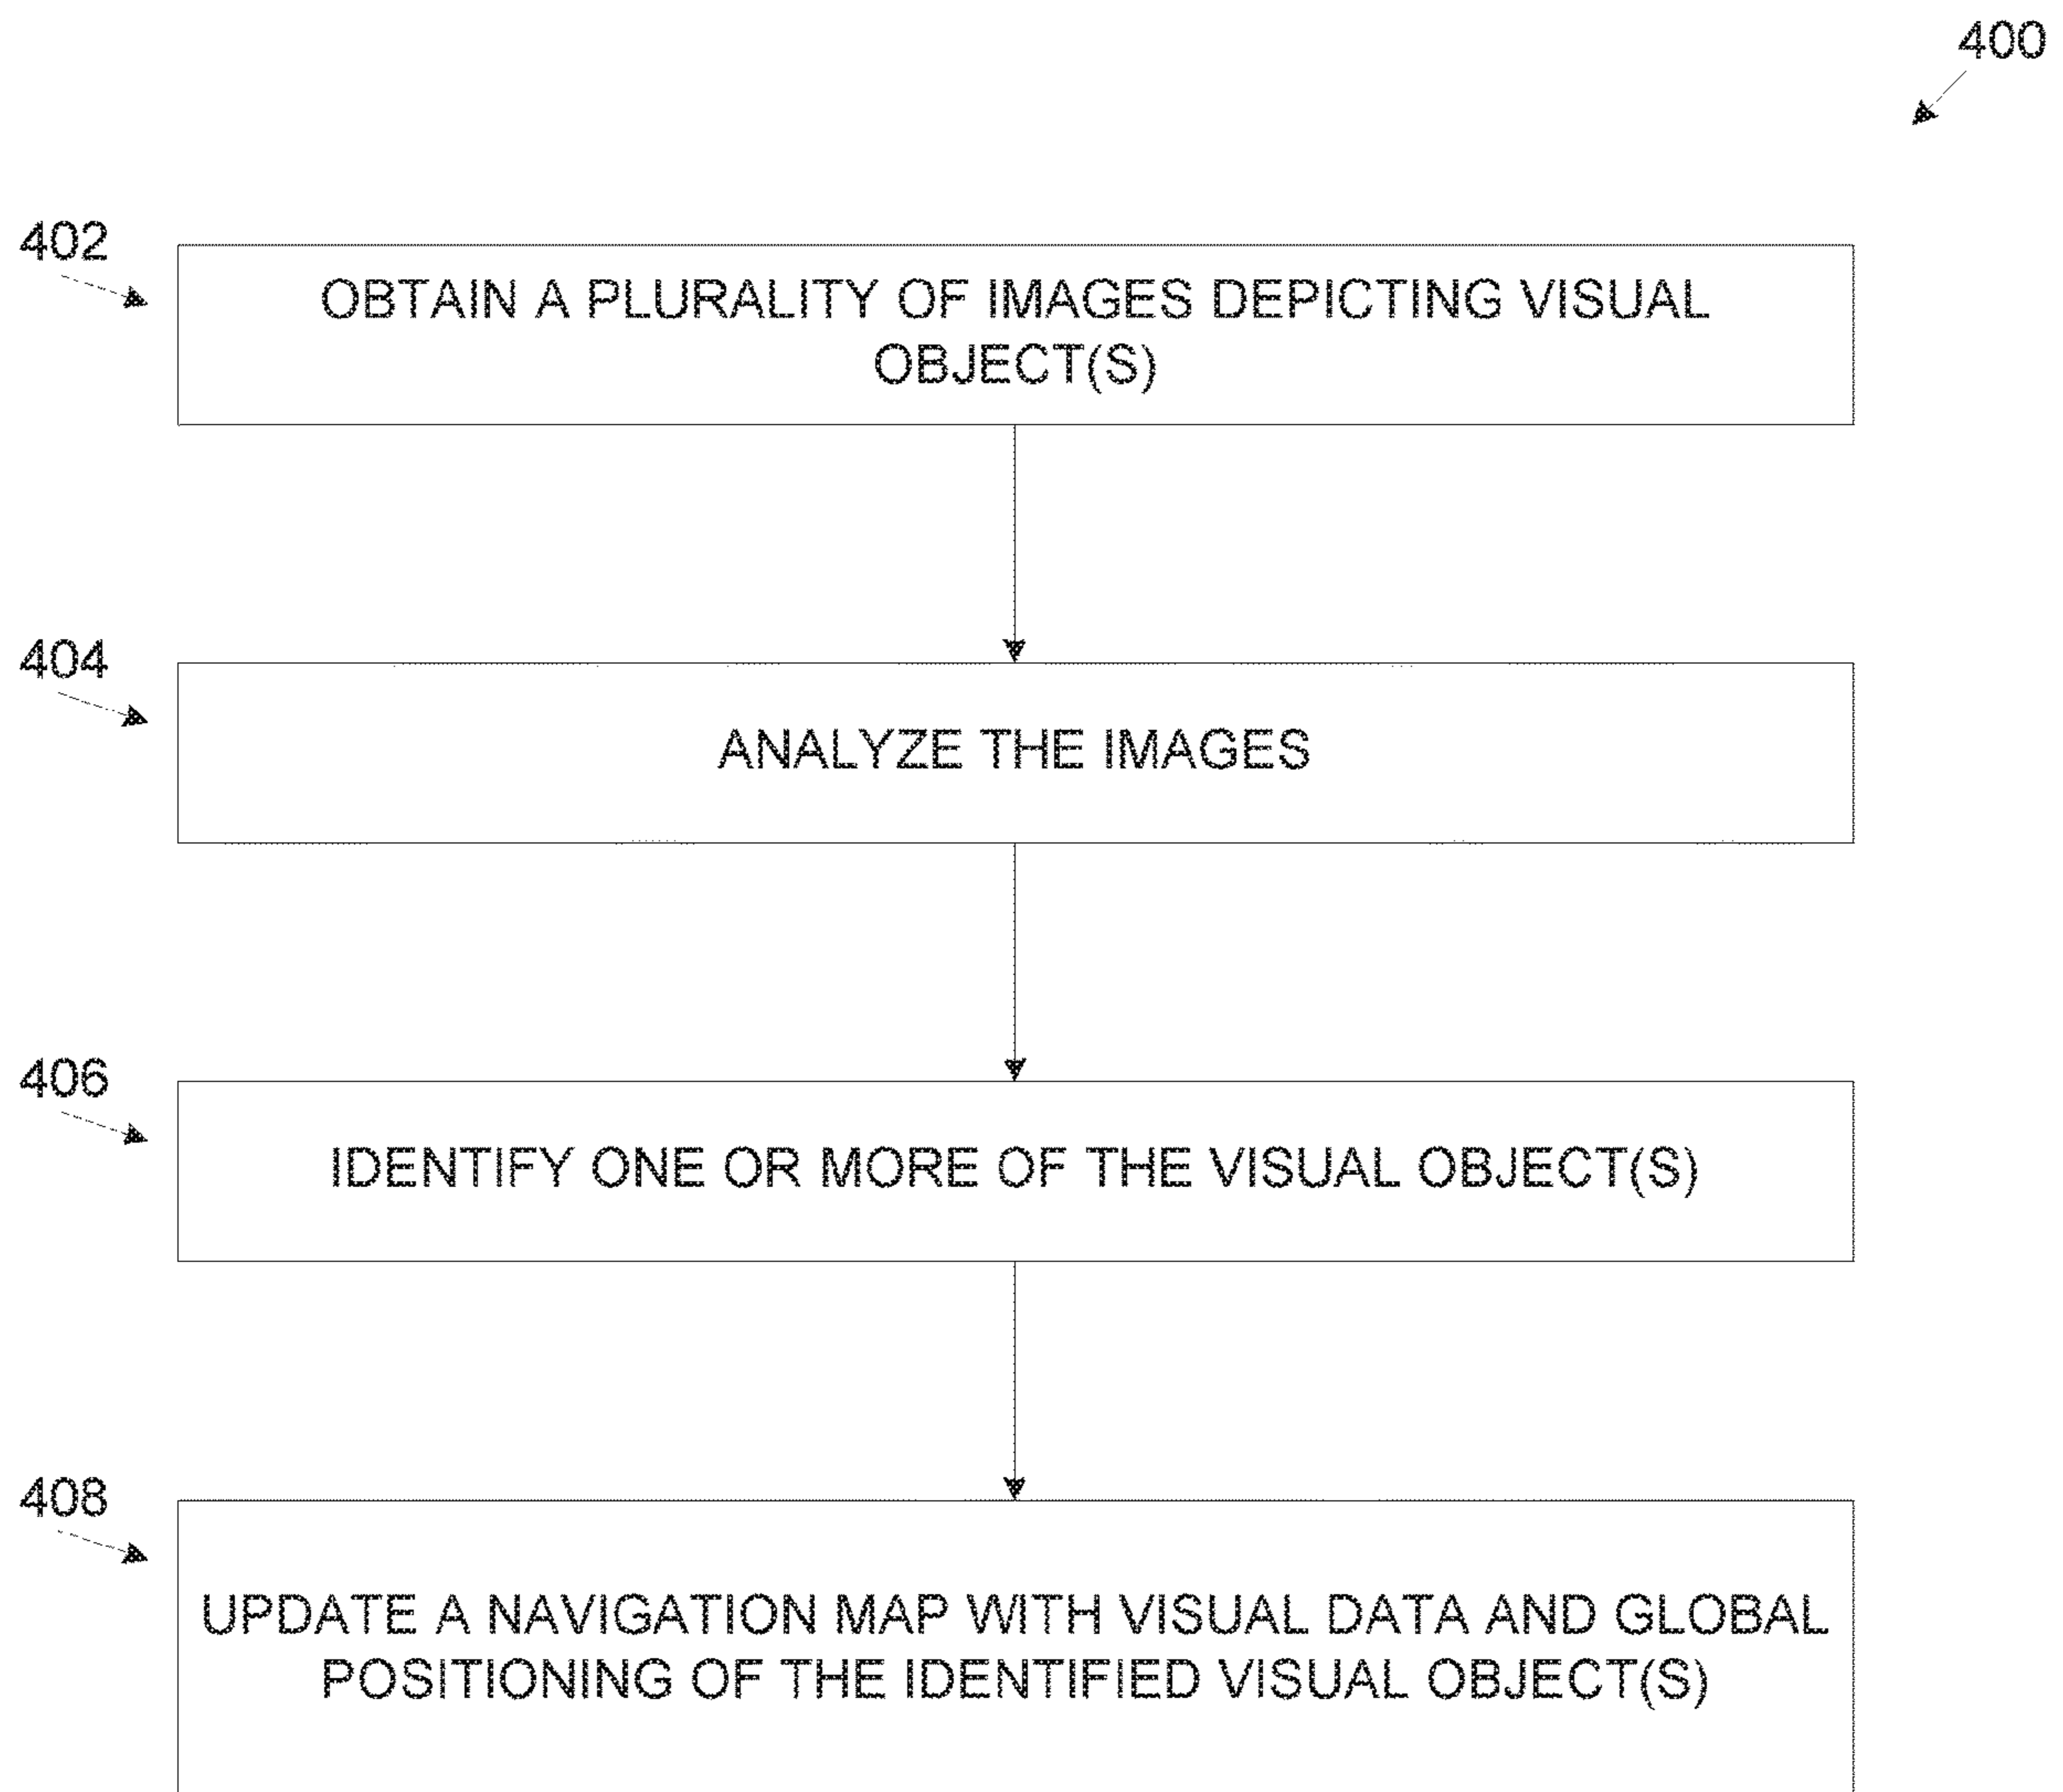 400
402
OBTAIN A PLURALITY OF IMAGES DEPICTING VISUAL
OBJECT(S)
404
ANALYZE THE IMAGES
406
IDENTIFY ONE OR MORE OF THE VISUAL OBJECT(S)
408
UPDATE A NAVIGATION MAP WITH VISUAL DATA AND GLOBAL
POSITIONING OF THE IDENTIFIED VISUAL OBJECT(S)